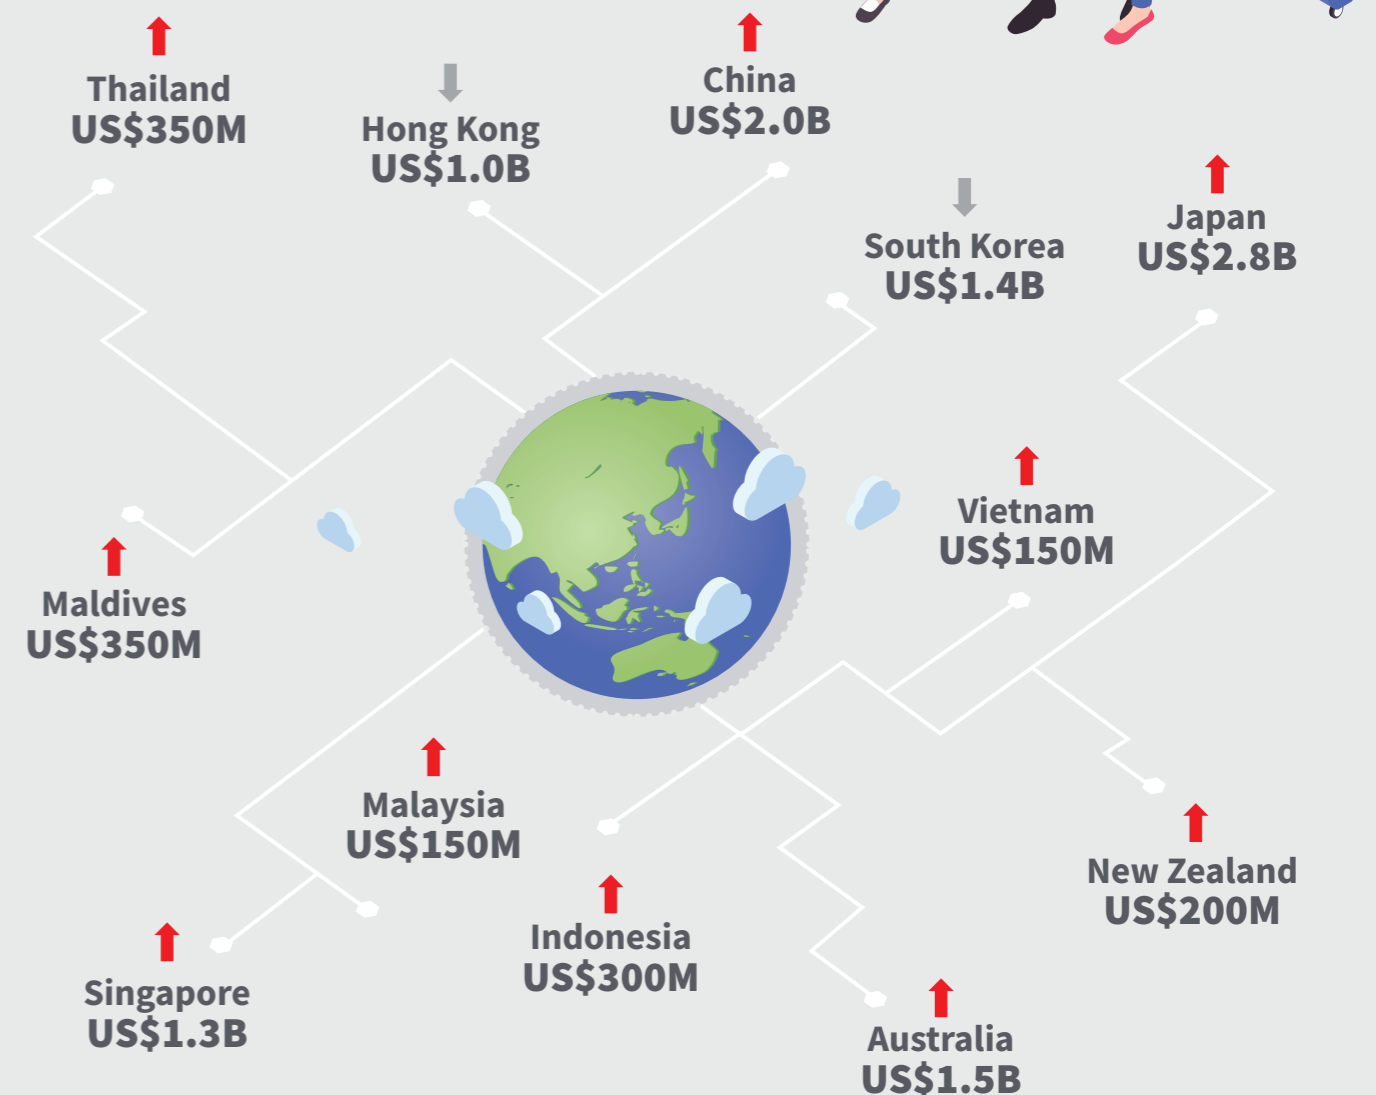 Thailand
US$350M
Hong Kong
US$1.0B
China
US$2.0B
South Korea
US$1.4B
Japan
US$2.8B
Vietnam
US$150M
Maldives
US$350M
Malaysia
US$150M
New Zealand
US$200M
Indonesia
US$300M
Singapore
US$1.3B
Australia
US$1.5B